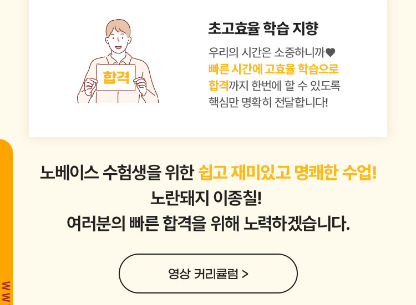 초고효율 학습 지향
합격
우리의 시간은 소중하니까♥
빠른 시간에 고효율 학습으로
합격까지 한번에 할 수 있도록
핵심만 명확히 전달합니다!
노베이스 수험생을 위한 쉽고 재미있고 명쾌한 수업!
노란돼지 이종칠!
여러분의 빠른 합격을 위해 노력하겠습니다.
영상 커리큘럼 >
W W